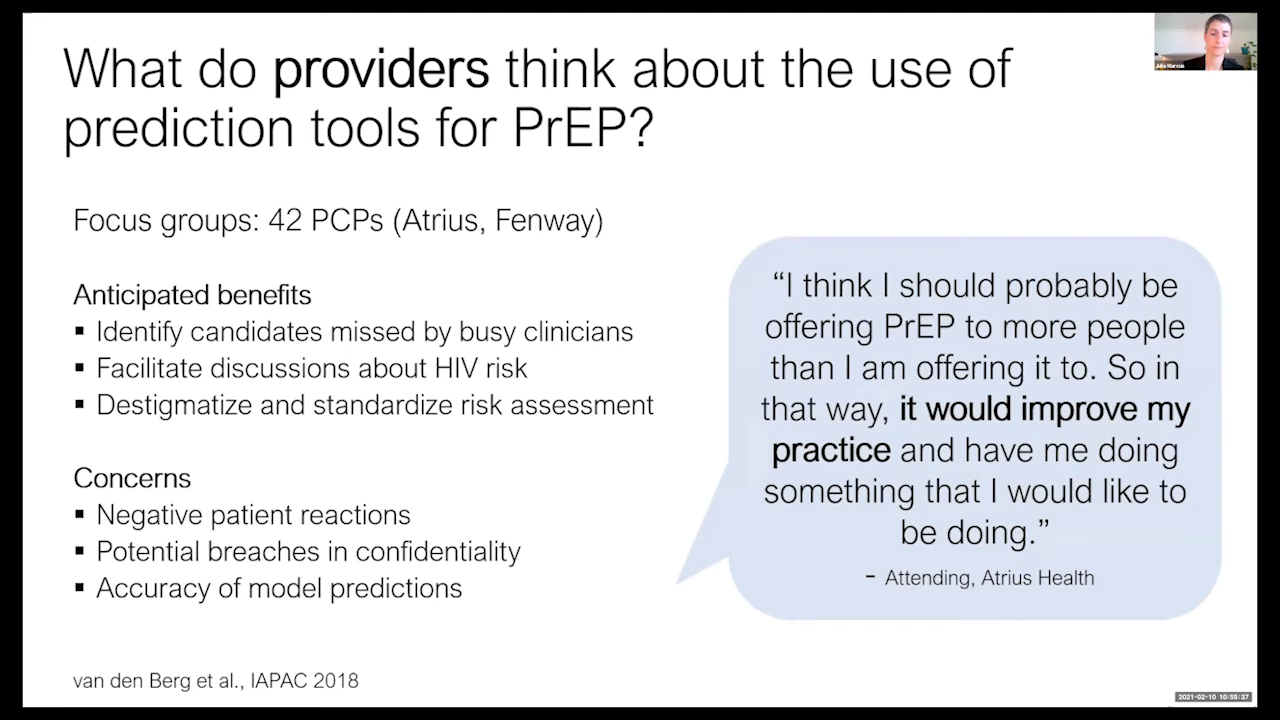 What do providers think about the use of
prediction tools for PrEP?
Julia Marcus
Focus groups: 42 PCPs (Atrius, Fenway)
Anticipated benefits
▪ Identify candidates missed by busy clinicians
▪ Facilitate discussions about HIV risk
▪ Destigmatize and standardize risk assessment
Concerns
▪ Negative patient reactions
▪ Potential breaches in confidentiality
▪ Accuracy of model predictions
“I think I should probably be
offering PrEP to more people
than I am offering it to. So in
that way, it would improve my
practice and have me doing
something that I would like to
be doing.”
– Attending, Atrius Health
van den Berg et al., IAPAC 2018
2021-02-10 10:55:37